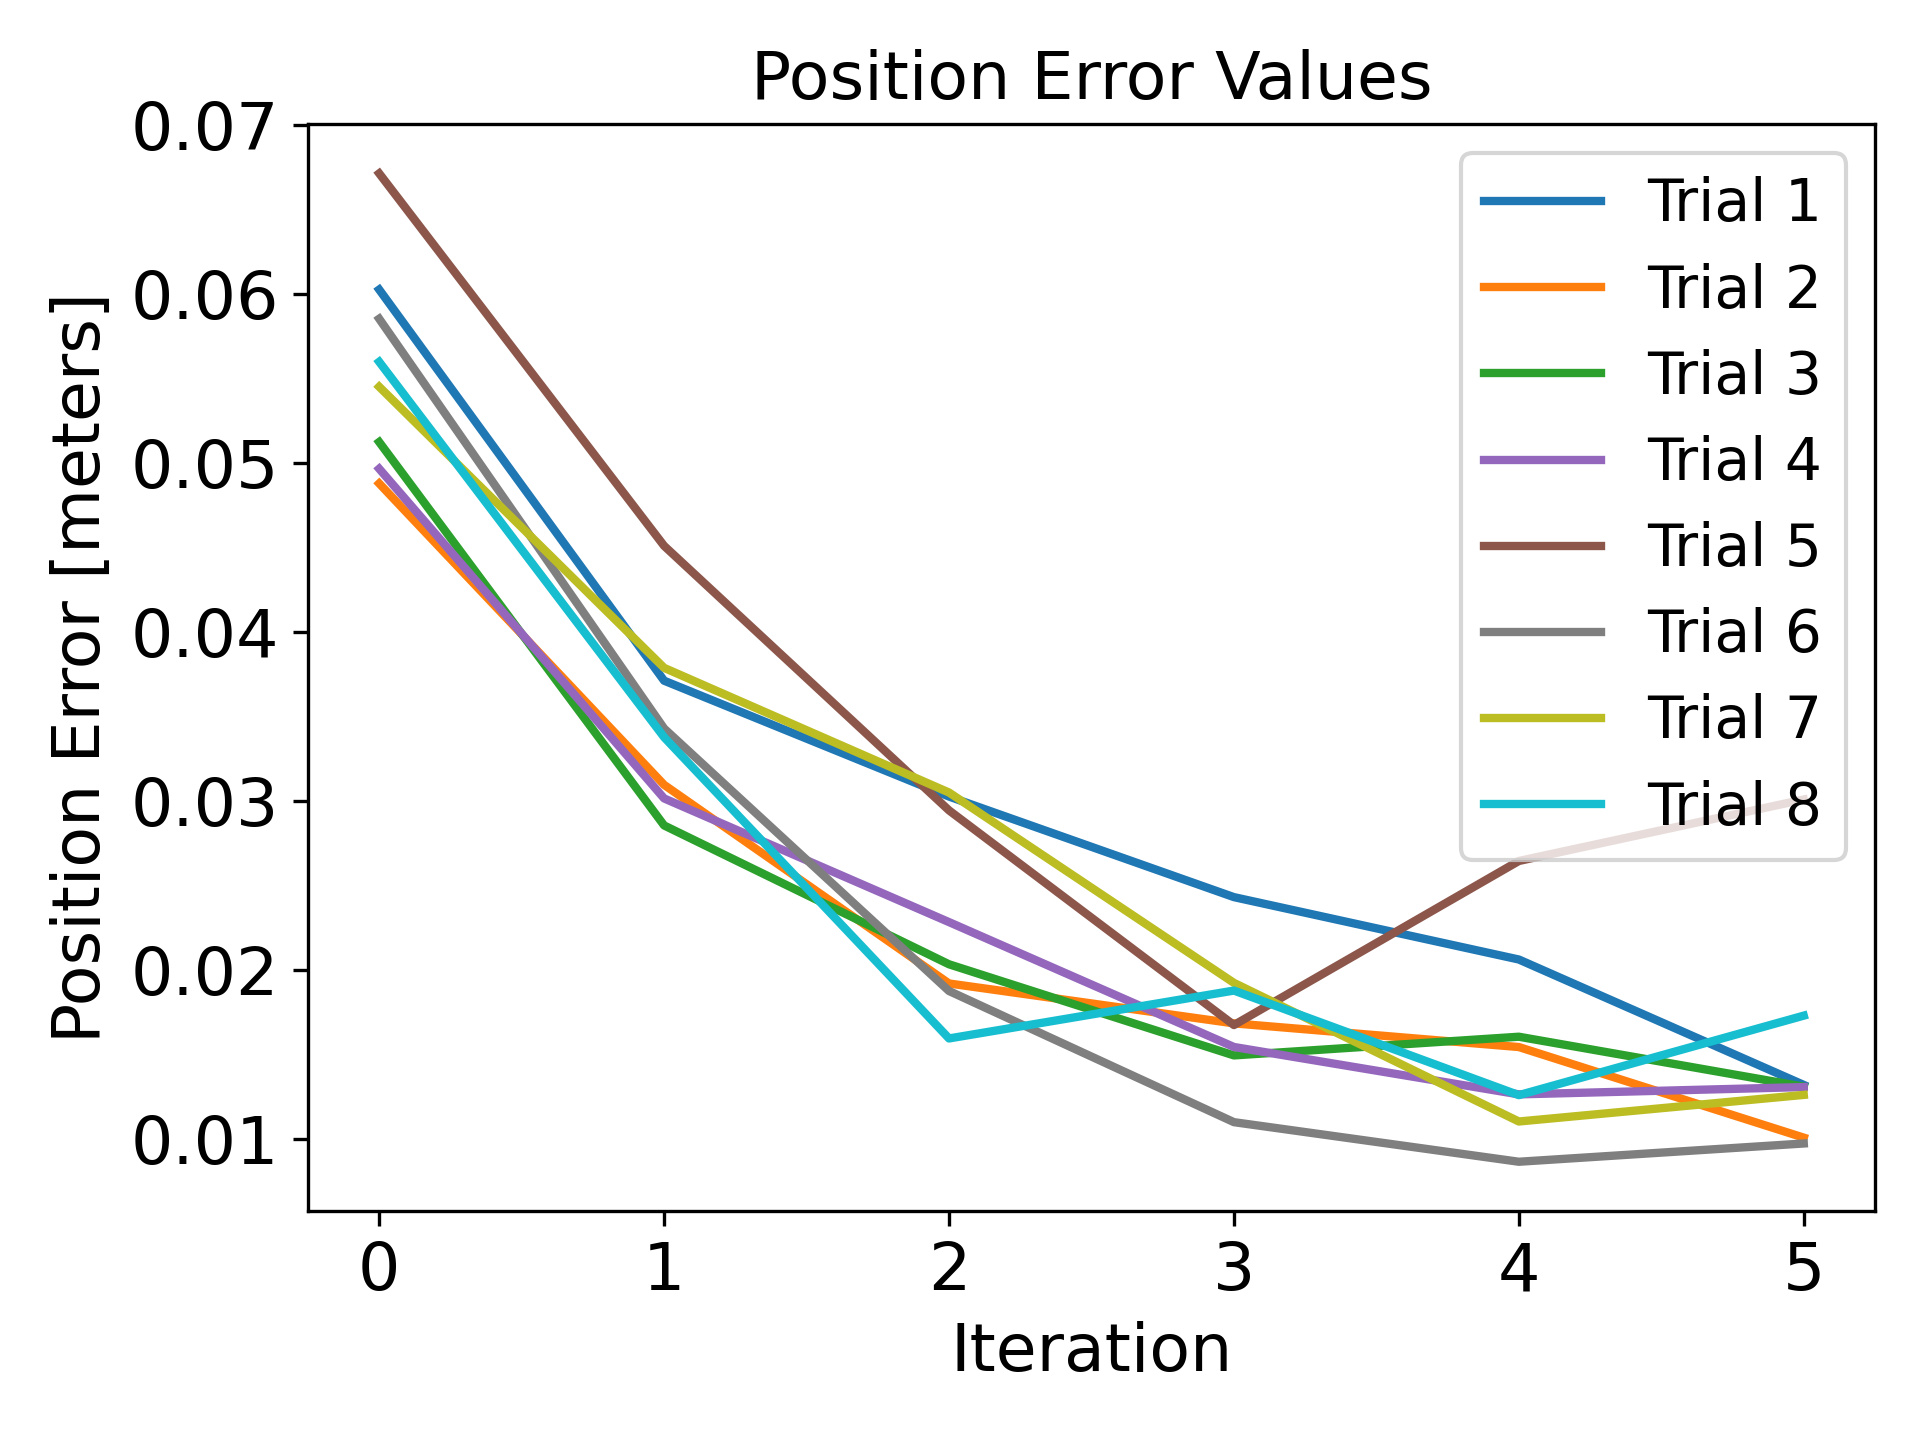 Position Error Values
0.07
0.06
0.05
0.04
0.03
0.02
0.01
Position Error [meters]
Trial 1
Trial 2
Trial 3
Trial 4
Trial 5
Trial 6
Trial 7
Trial 8
0 1 2 3 4 5
Iteration